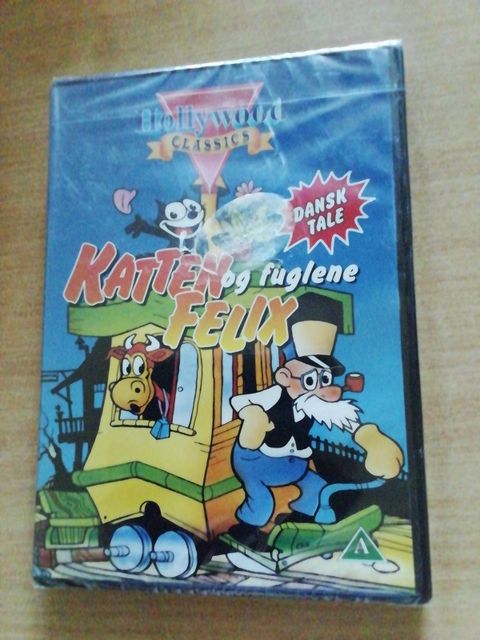 Hollywood
CLASSICS
DANSK
TALE
KATTEN og fuglene
FELIX
A